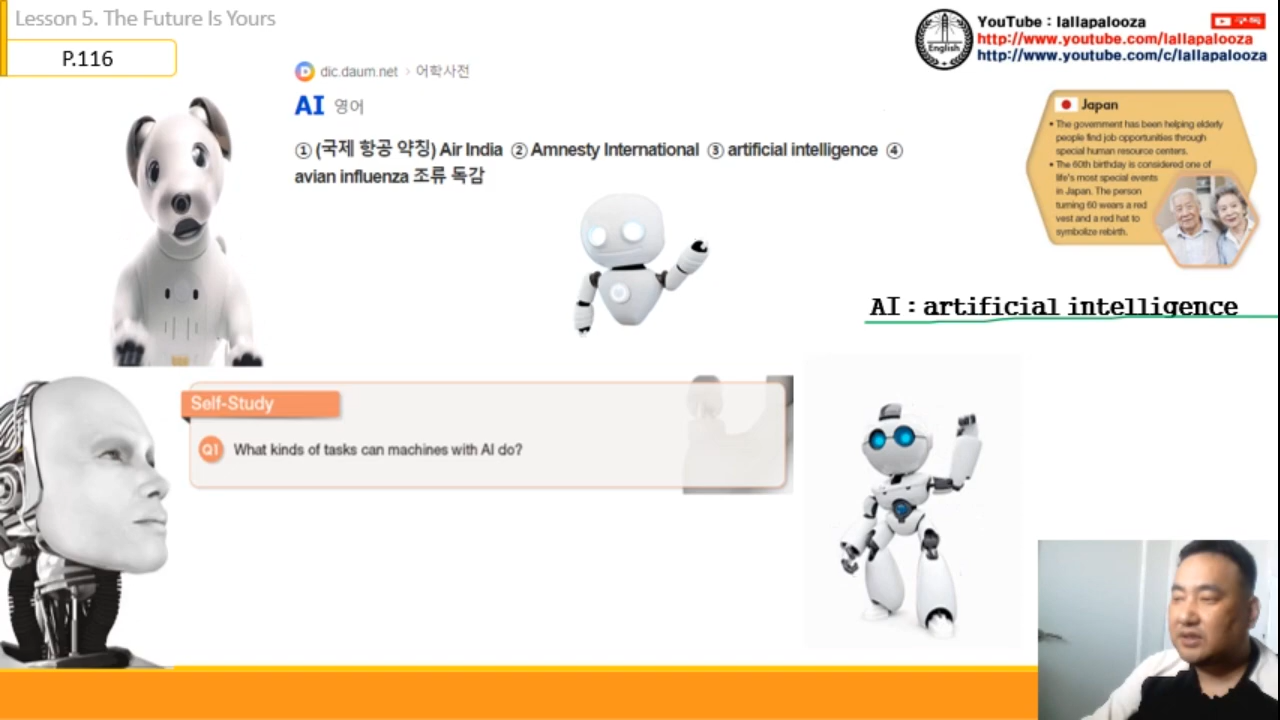 Lesson 5. The Future Is Yours
P.116
YouTube : lallapalooza
구독
http://www.youtube.com/lallapalooza
http://www.youtube.com/c/lallapalooza
English
dic.daum.net › 어학사전
AI 영어
① (국제 항공 약칭) Air India ② Amnesty International ③ artificial intelligence ④
avian influenza 조류 독감
Japan
• The government has been helping elderly
people find job opportunities through
special human resource centers.
• The 60th birthday is considered one of
life's most special events
in Japan. The person
turning 60 wears a red
vest and a red hat to
symbolize rebirth.
AI : artificial intelligence
Self-Study
Q1 What kinds of tasks can machines with AI do?